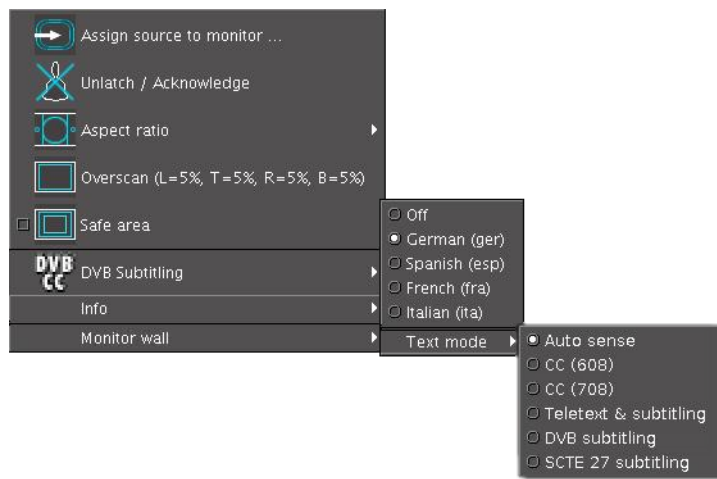 Assign source to monitor ...
Unlatch / Acknowledge
Aspect ratio
Overscan (L=5%, T=5%, R=5%, B=5%)
Safe area
DVB
CC
DVB Subtitling
Info
Monitor wall
Off
German (ger)
Spanish (esp)
French (fra)
Italian (ita)
Text mode
Auto sense
CC (608)
CC (708)
Teletext & subtitling
DVB subtitling
SCTE 27 subtitling